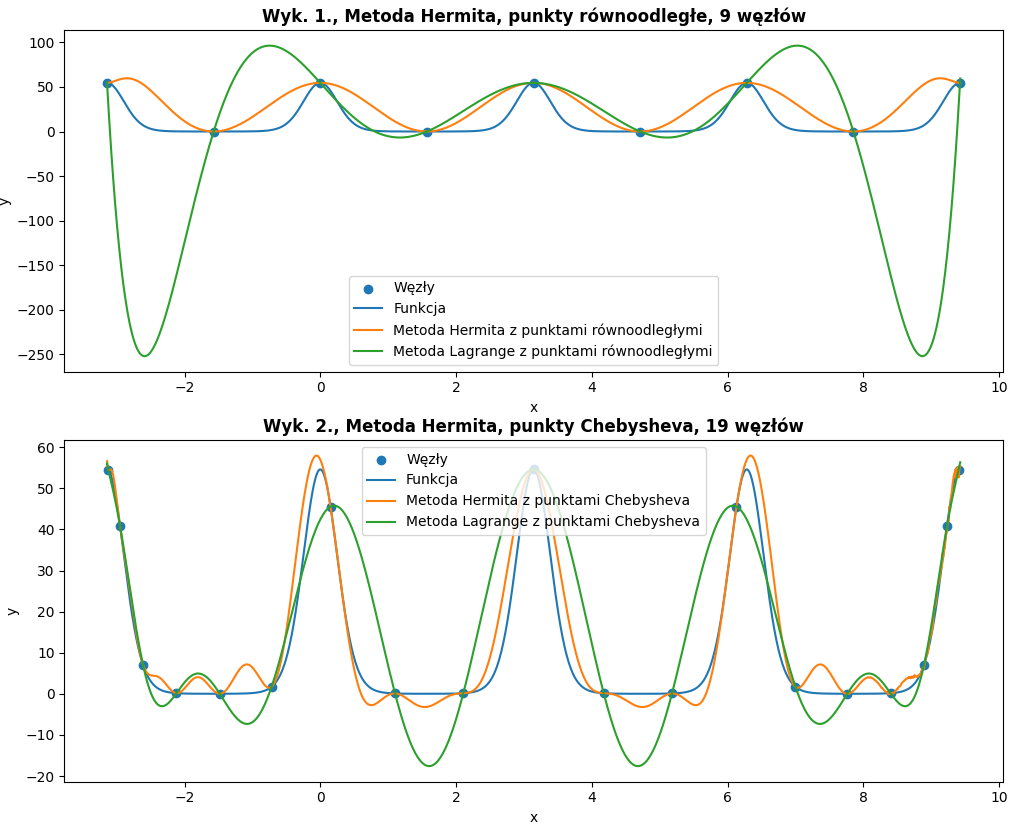 Wyk. 1., Metoda Hermita, punkty równoodległe, 9 węzłów
100
50
0
−50
−100
−150
−200
−250
y
Węzły
Funkcja
Metoda Hermita z punktami równoodległymi
Metoda Lagrange z punktami równoodległymi
−2 0 2 4 6 8 10
x
Wyk. 2., Metoda Hermita, punkty Chebysheva, 19 węzłów
60
50
40
30
20
10
0
−10
−20
y
Węzły
Funkcja
Metoda Hermita z punktami Chebysheva
Metoda Lagrange z punktami Chebysheva
−2 0 2 4 6 8 10
x